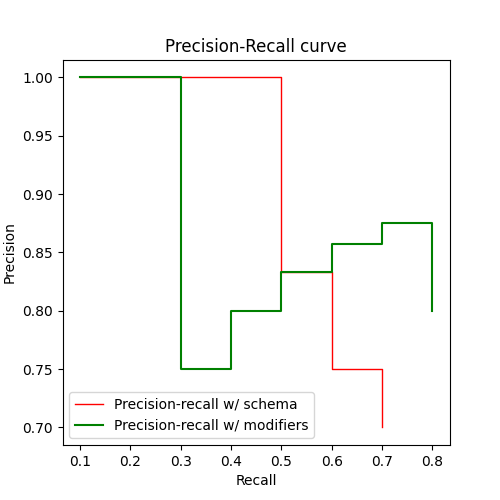 Precision-Recall curve
1.00
0.95
0.90
0.85
0.80
0.75
0.70
Precision
Precision-recall w/ schema
Precision-recall w/ modifiers
0.1 0.2 0.3 0.4 0.5 0.6 0.7 0.8
Recall